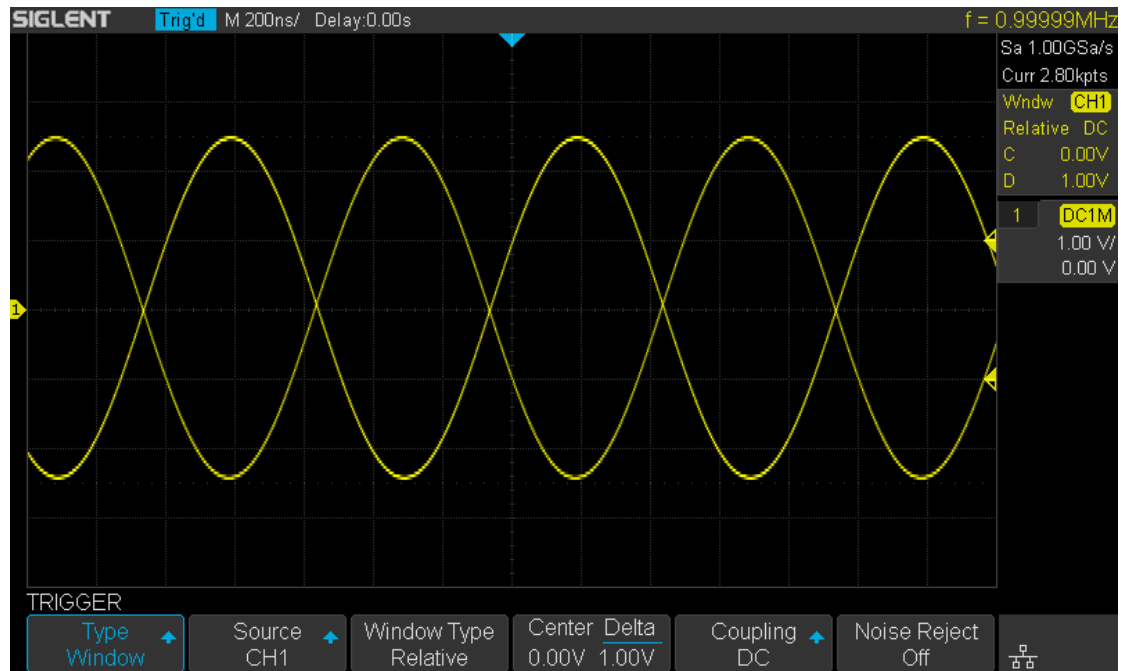 SIGLENT Trig'd M 200ns/ Delay:0.00s f = 0.99999MHz
Sa 1.00GSa/s
Curr 2.80kpts
Wndw CH1
Relative DC
C 0.00V
D 1.00V
1 DC1M
1.00 V/
0.00 V
1
TRIGGER
Type Source Window Type Center Delta Coupling Noise Reject
Window CH1 Relative 0.00V 1.00V DC Off